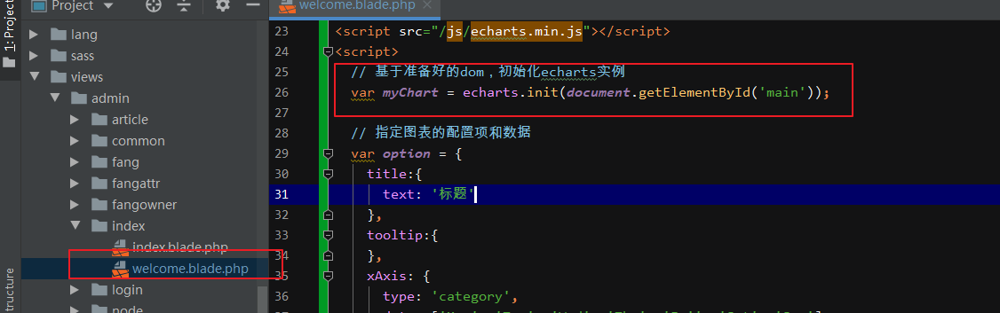 1: Project
Project
welcome.blade.php
lang
sass
views
admin
article
common
fang
fangattr
fangowner
index
index.blade.php
welcome.blade.php
login
node
ructure
23 <script src="/js/echarts.min.js"></script>
24 <script>
25 // 基于准备好的dom，初始化echarts实例
26 var myChart = echarts.init(document.getElementById('main'));
27
28 // 指定图表的配置项和数据
29 var option = {
30 title:{
31 text: '标题'
32 },
33 tooltip:{
34 },
35 xAxis: {
36 type: 'category',